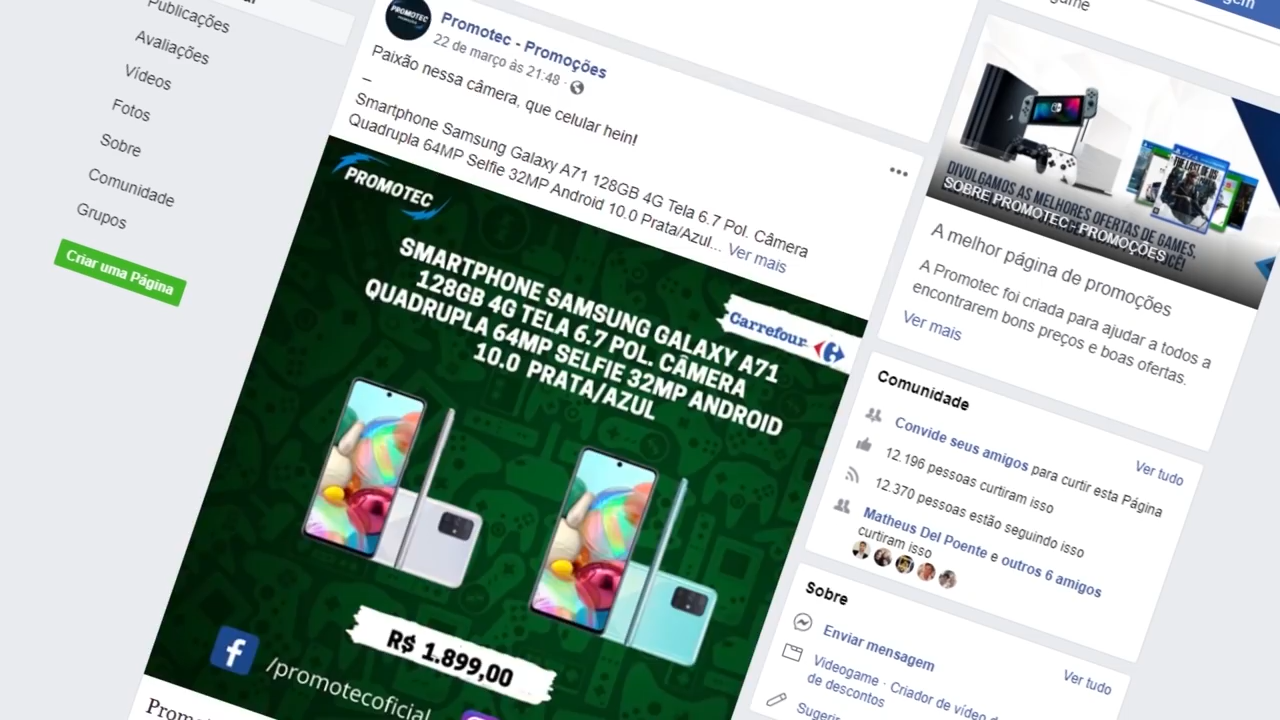 Publicações
Avaliações
Vídeos
Fotos
Sobre
Comunidade
Grupos
Criar uma Página
PROMOTEC
Promotec - Promoções
22 de março às 21:48
Paixão nessa câmera, que celular hein!
–
Smartphone Samsung Galaxy A71 128GB 4G Tela 6.7 Pol. Câmera
Quadrupla 64MP Selfie 32MP Android 10.0 Prata/Azul... Ver mais
PROMOTEC
SMARTPHONE SAMSUNG GALAXY A71
128GB 4G TELA 6.7 POL. CÂMERA
QUADRUPLA 64MP SELFIE 32MP ANDROID
10.0 PRATA/AZUL
Carrefour
R$ 1.899,00
/promotecoficial
DIVULGAMOS AS MELHORES OFERTAS DE GAMES,
SOBRE PROMOTEC - PROMOÇÕES
A melhor página de promoções
A Promotec foi criada para ajudar a todos a
encontrarem bons preços e boas ofertas.
Ver mais
Comunidade
Ver tudo
Convide seus amigos para curtir esta Página
12.196 pessoas curtiram isso
12.370 pessoas estão seguindo isso
Matheus Del Poente e outros 6 amigos
curtiram isso
Sobre
Ver tudo
Enviar mensagem
Videogame · Criador de vídeo
de descontos